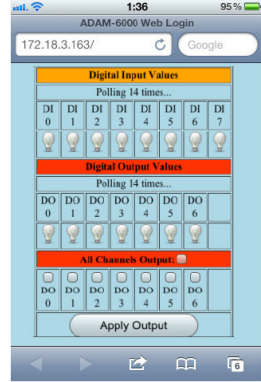 1:36 95%
ADAM-6000 Web Login
172.18.3.163/ Google
Digital Input Values
Polling 14 times...
DI DI DI DI DI DI DI DI
0 1 2 3 4 5 6 7
Digital Output Values
Polling 14 times...
DO DO DO DO DO DO DO
0 1 2 3 4 5 6
All Channels Output:
DO DO DO DO DO DO DO
0 1 2 3 4 5 6
Apply Output
6